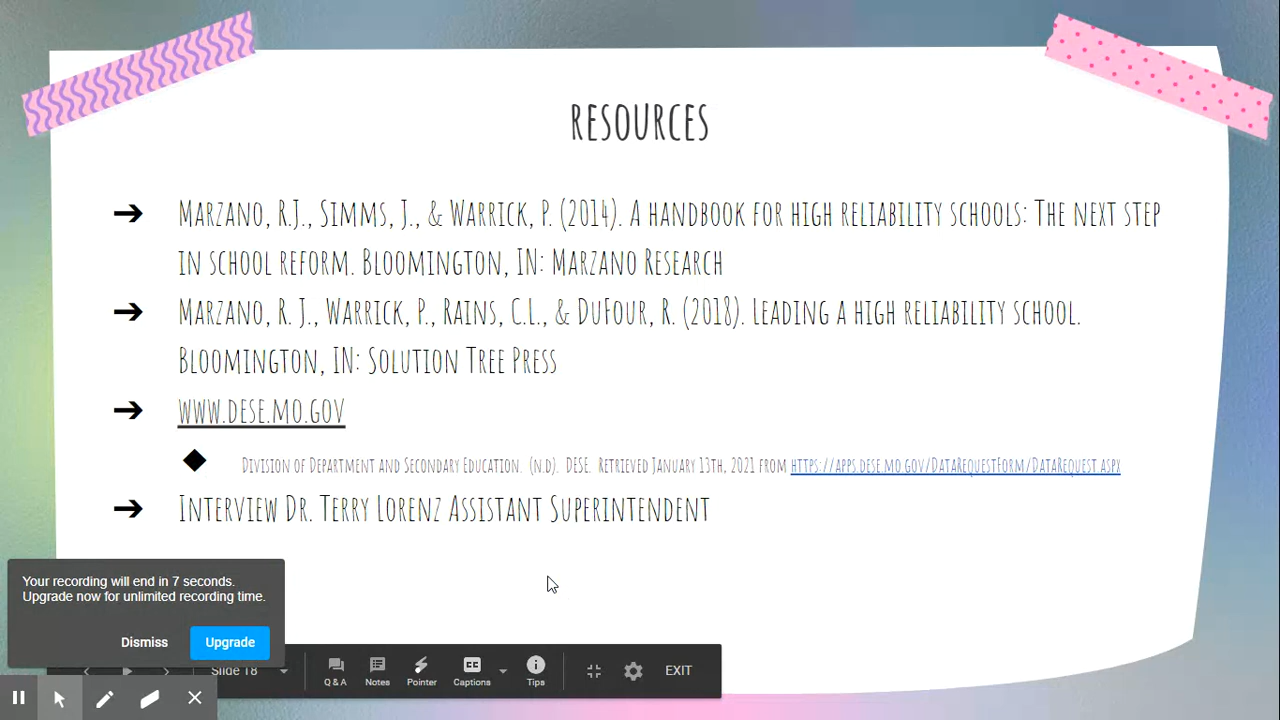 RESOURCES
➔ MARZANO, R.J., SIMMS, J., & WARRICK, P. (2014). A HANDBOOK FOR HIGH RELIABILITY SCHOOLS: THE NEXT STEP
IN SCHOOL REFORM. BLOOMINGTON, IN: MARZANO RESEARCH
➔ MARZANO, R. J., WARRICK, P., RAINS, C.L., & DUFOUR, R. (2018). LEADING A HIGH RELIABILITY SCHOOL.
BLOOMINGTON, IN: SOLUTION TREE PRESS
➔ WWW.DESE.MO.GOV
◆ DIVISION OF DEPARTMENT AND SECONDARY EDUCATION. (N.D). DESE. RETRIEVED JANUARY 13TH, 2021 FROM HTTPS://APPS.DESE.MO.GOV/DATAREQUESTFORM/DATAREQUEST.ASPX
➔ INTERVIEW DR. TERRY LORENZ ASSISTANT SUPERINTENDENT
Your recording will end in 7 seconds.
Upgrade now for unlimited recording time.
Dismiss Upgrade
Slide 18 Q & A Notes Pointer Captions Tips EXIT